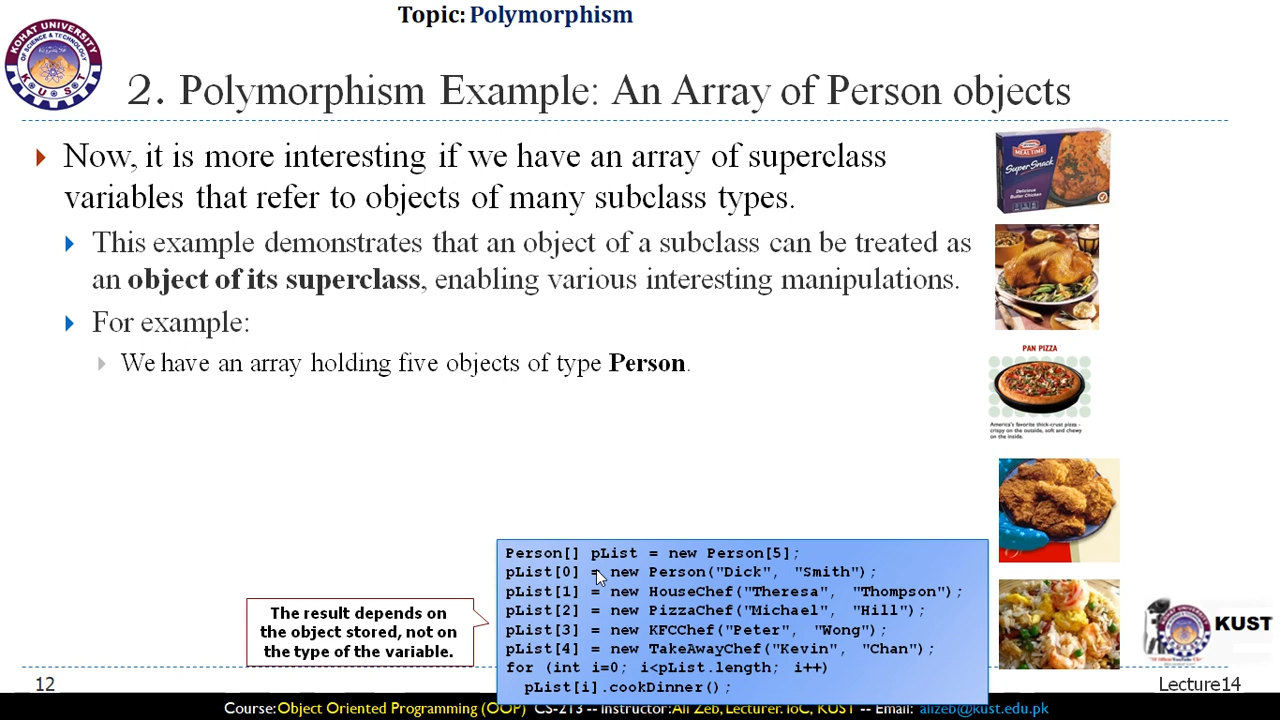 Topic: Polymorphism
KOHAT UNIVERSITY
OF SCIENCE & TECHNOLOGY
K U S T
2. Polymorphism Example: An Array of Person objects
Now, it is more interesting if we have an array of superclass
variables that refer to objects of many subclass types.
This example demonstrates that an object of a subclass can be treated as
an object of its superclass, enabling various interesting manipulations.
For example:
We have an array holding five objects of type Person.
MEALTIME
SuperSnack
Delicious
Butter Chicken
PAN PIZZA
America's favorite thick-crust pizza -
crispy on the outside, soft and chewy
on the inside.
Person[] pList = new Person[5];
pList[0] = new Person("Dick", "Smith");
pList[1] = new HouseChef("Theresa", "Thompson");
pList[2] = new PizzaChef("Michael", "Hill");
pList[3] = new KFCChef("Peter", "Wong");
pList[4] = new TakeAwayChef("Kevin", "Chan");
for (int i=0; i<pList.length; i++)
pList[i].cookDinner();
The result depends on
the object stored, not on
the type of the variable.
KUST
12
Lecture14
Course:Object Oriented Programming (OOP) CS-213 -- Instructor:Ali Zeb, Lecturer. IoC, KUST -- Email: alizeb@kust.edu.pk